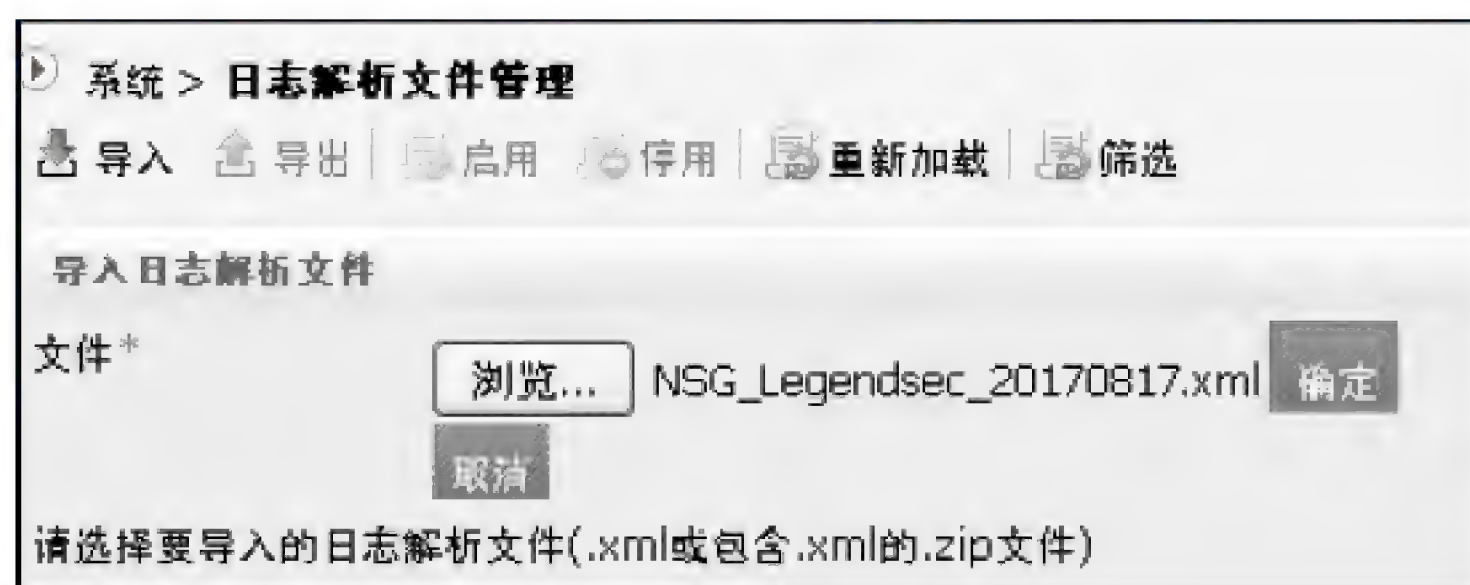 系统 > 日志解析文件管理
导入 导出 启用 停用 重新加载 筛选
导入日志解析文件
文件* 浏览... NSG_Legendsec_20170817.xml 确定
取消
请选择要导入的日志解析文件(.xml或包含.xml的.zip文件)